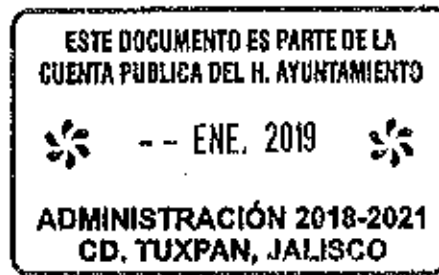 ESTE DOCUMENTO ES PARTE DE LA
CUENTA PUBLICA DEL H. AYUNTAMIENTO
-- ENE. 2019
ADMINISTRACIÓN 2018-2021
CD. TUXPAN, JALISCO